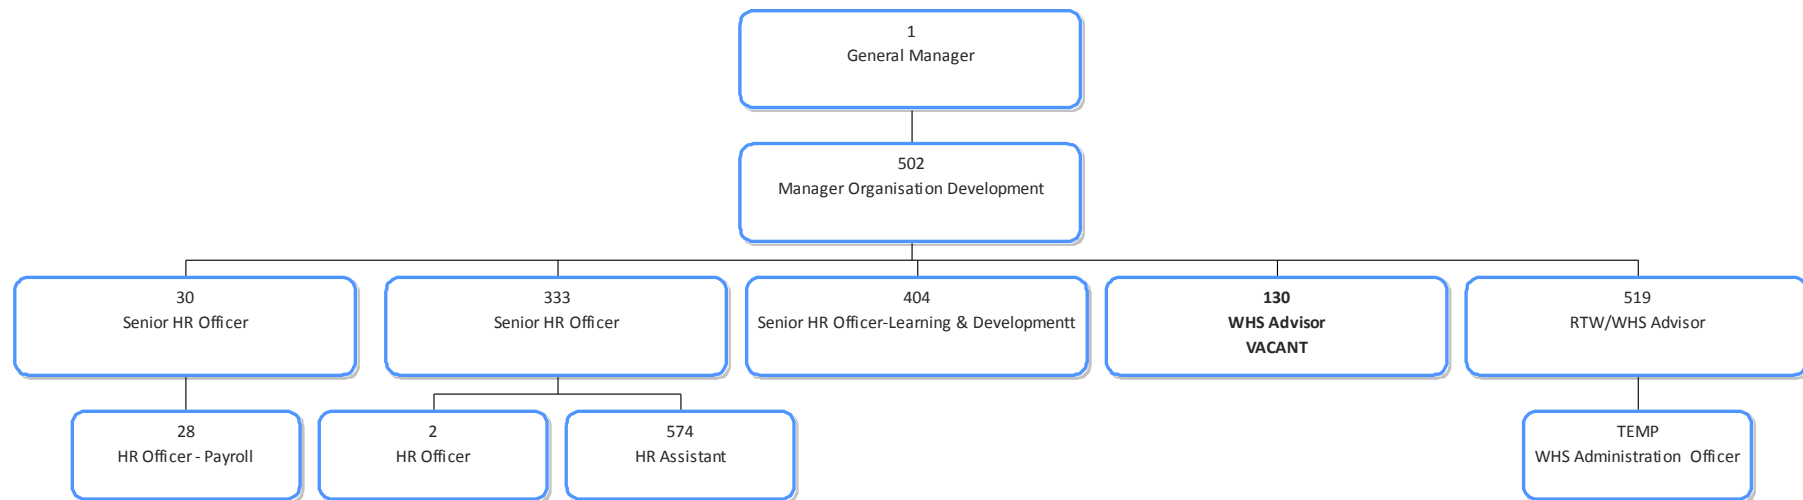 1
General Manager
502
Manager Organisation Development
30
Senior HR Officer
333
Senior HR Officer
404
Senior HR Officer-Learning & Developmentt
130
WHS Advisor
VACANT
519
RTW/WHS Advisor
28
HR Officer - Payroll
2
HR Officer
574
HR Assistant
TEMP
WHS Administration  Officer